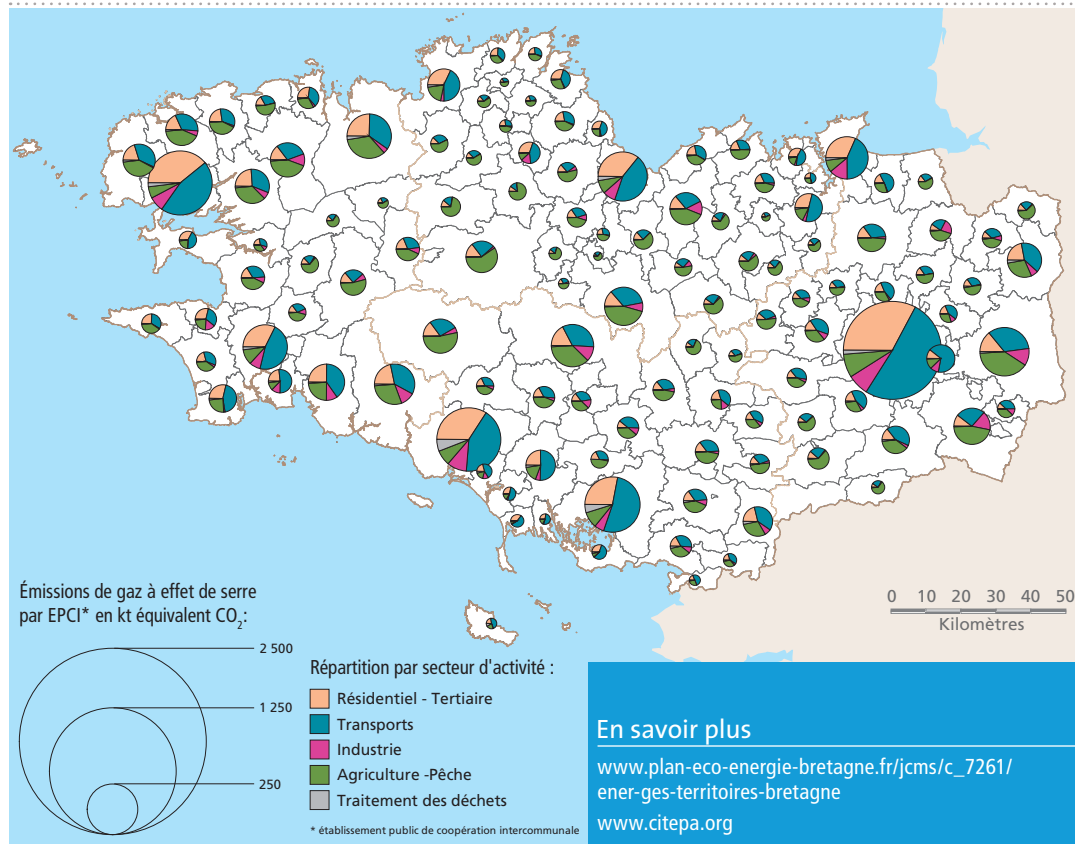 0 10 20 30 40 50
Kilomètres
Émissions de gaz à effet de serre
par EPCI* en kt équivalent CO₂:
2 500
1 250
250
Répartition par secteur d'activité :
Résidentiel - Tertiaire
Transports
Industrie
Agriculture -Pêche
Traitement des déchets
* établissement public de coopération intercommunale
En savoir plus
www.plan-eco-energie-bretagne.fr/jcms/c_7261/
ener-ges-territoires-bretagne
www.citepa.org